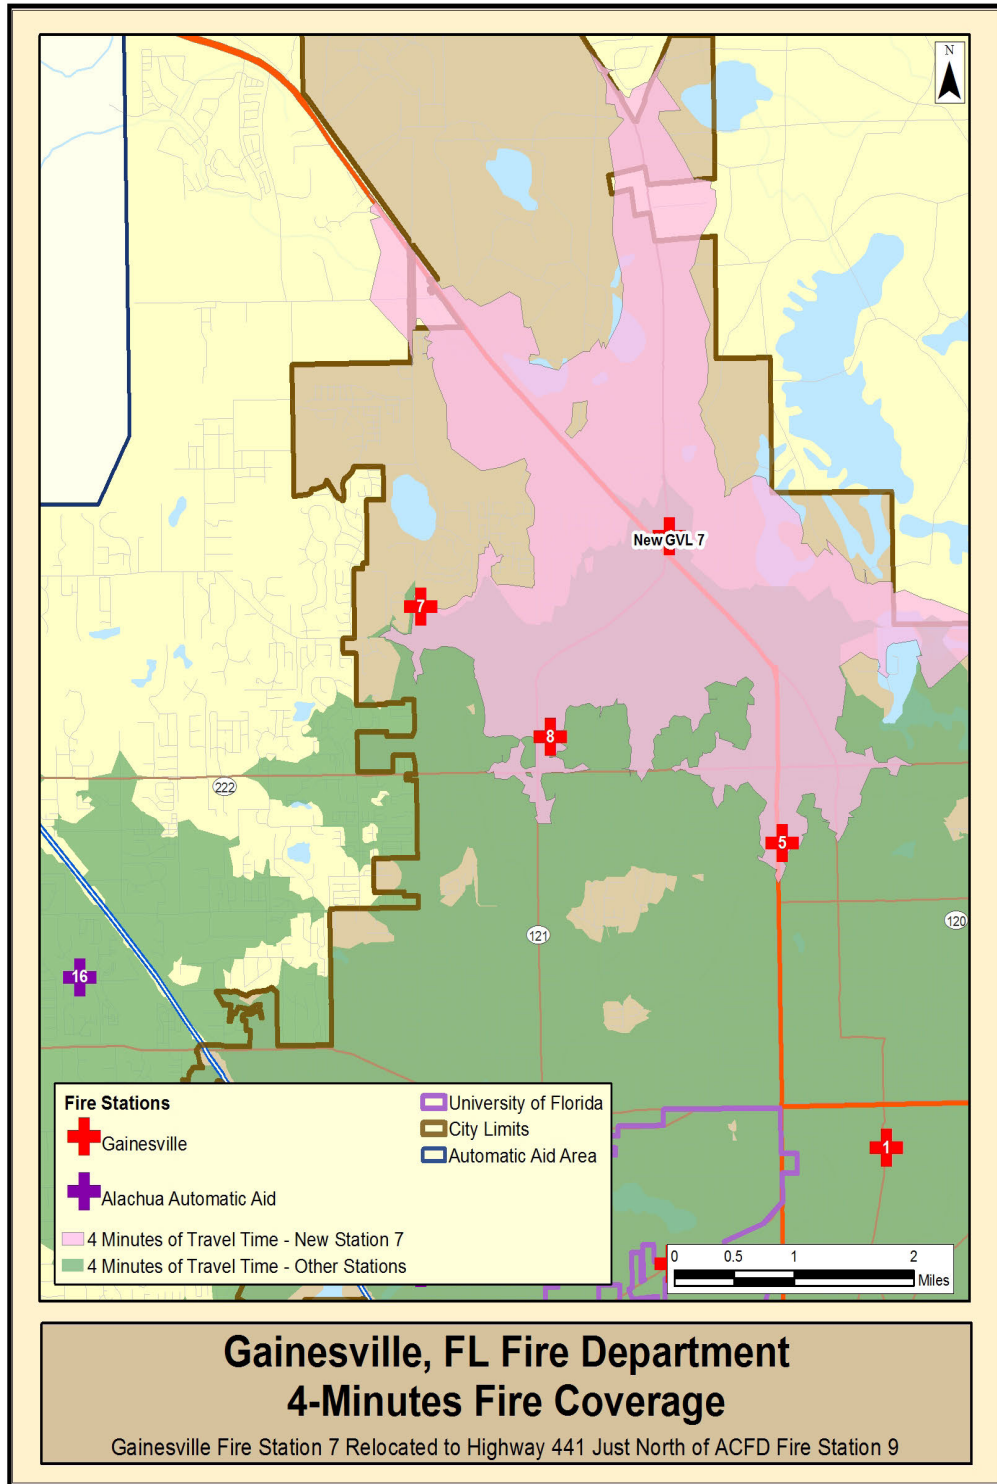 N
New GVL 7
7
8
222
5
121
120
16
1
Fire Stations
Gainesville
Alachua Automatic Aid
4 Minutes of Travel Time - New Station 7
4 Minutes of Travel Time - Other Stations
University of Florida
City Limits
Automatic Aid Area
0 0.5 1 2
Miles
Gainesville, FL Fire Department
4-Minutes Fire Coverage
Gainesville Fire Station 7 Relocated to Highway 441 Just North of ACFD Fire Station 9